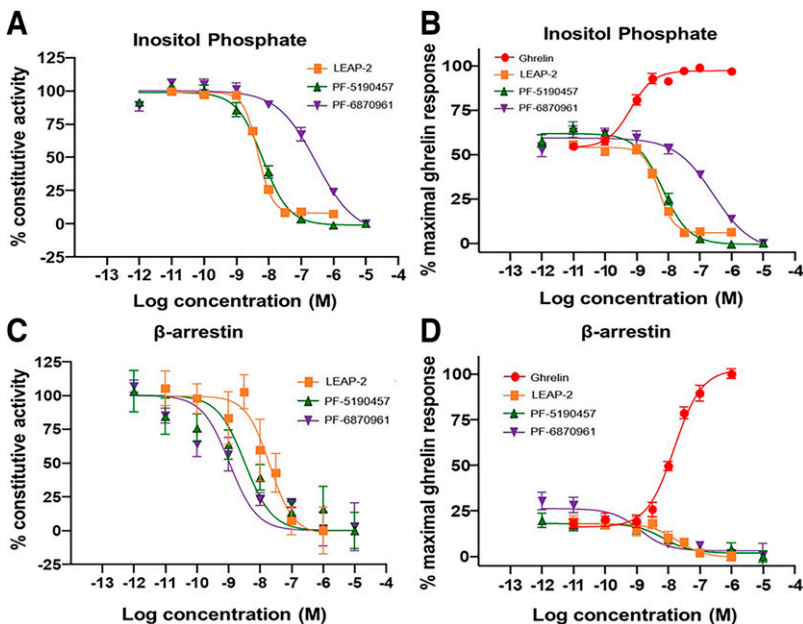 A
Inositol Phosphate
% constitutive activity
125
100
75
50
25
0
25
LEAP-2
PF-5190457
PF-6870961
-13 -12 -11 -10 -9 -8 -7 -6 -5 -4
Log concentration (M)
B
Inositol Phosphate
% maximal ghrelin response
100
75
50
25
0
Ghrelin
LEAP-2
PF-5190457
PF-6870961
-13 -12 -11 -10 -9 -8 -7 -6 -5 -4
Log concentration (M)
C
β-arrestin
% constitutive activity
125
100
75
50
25
0
25
LEAP-2
PF-5190457
PF-6870961
-13 -12 -11 -10 -9 -8 -7 -6 -5 -4
Log concentration (M)
D
β-arrestin
% maximal ghrelin response
100
75
50
25
0
Ghrelin
LEAP-2
PF-5190457
PF-6870961
-13 -12 -11 -10 -9 -8 -7 -6 -5 -4
Log concentration (M)